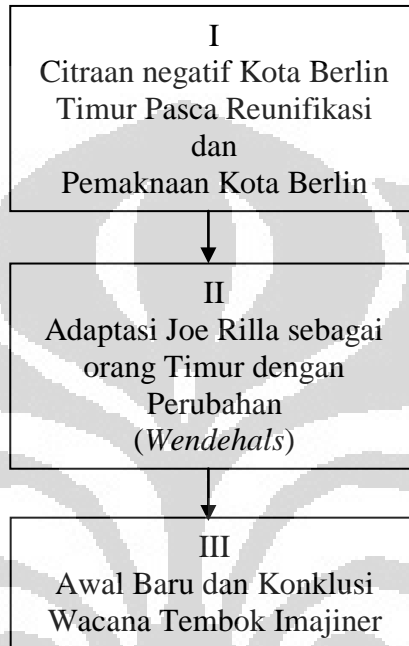 I
Citraan negatif Kota Berlin
Timur Pasca Reunifikasi
dan
Pemaknaan Kota Berlin
II
Adaptasi Joe Rilla sebagai
orang Timur dengan
Perubahan
(Wendehals)
III
Awal Baru dan Konklusi
Wacana Tembok Imajiner